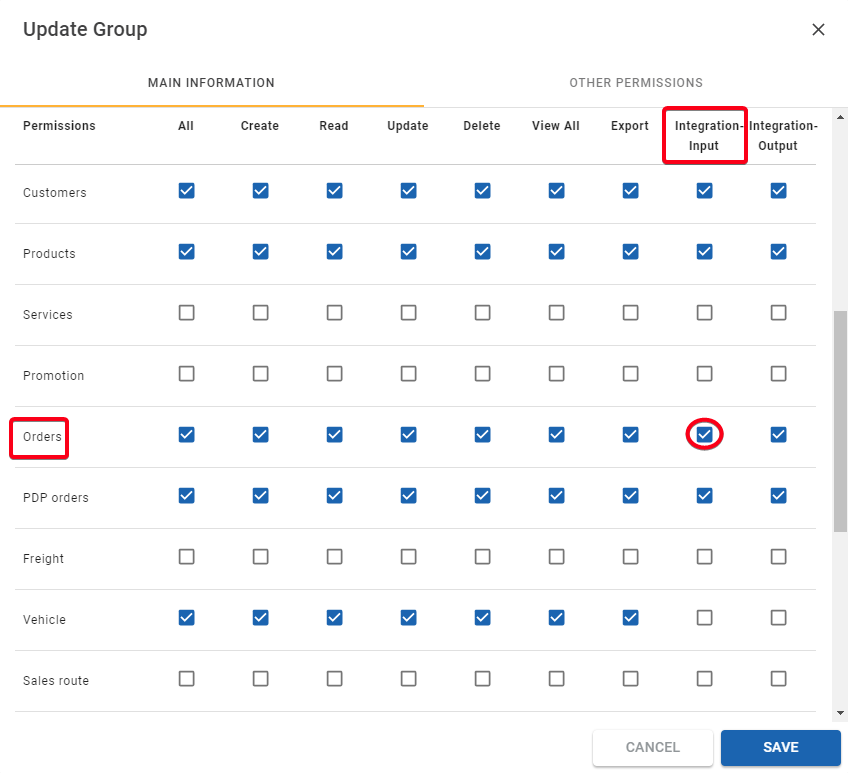 Update Group
MAIN INFORMATION OTHER PERMISSIONS
Permissions All Create Read Update Delete View All Export Integration- Integration-
Input Output
Customers
Products
Services
Promotion
Orders
PDP orders
Freight
Vehicle
Sales route
CANCEL SAVE